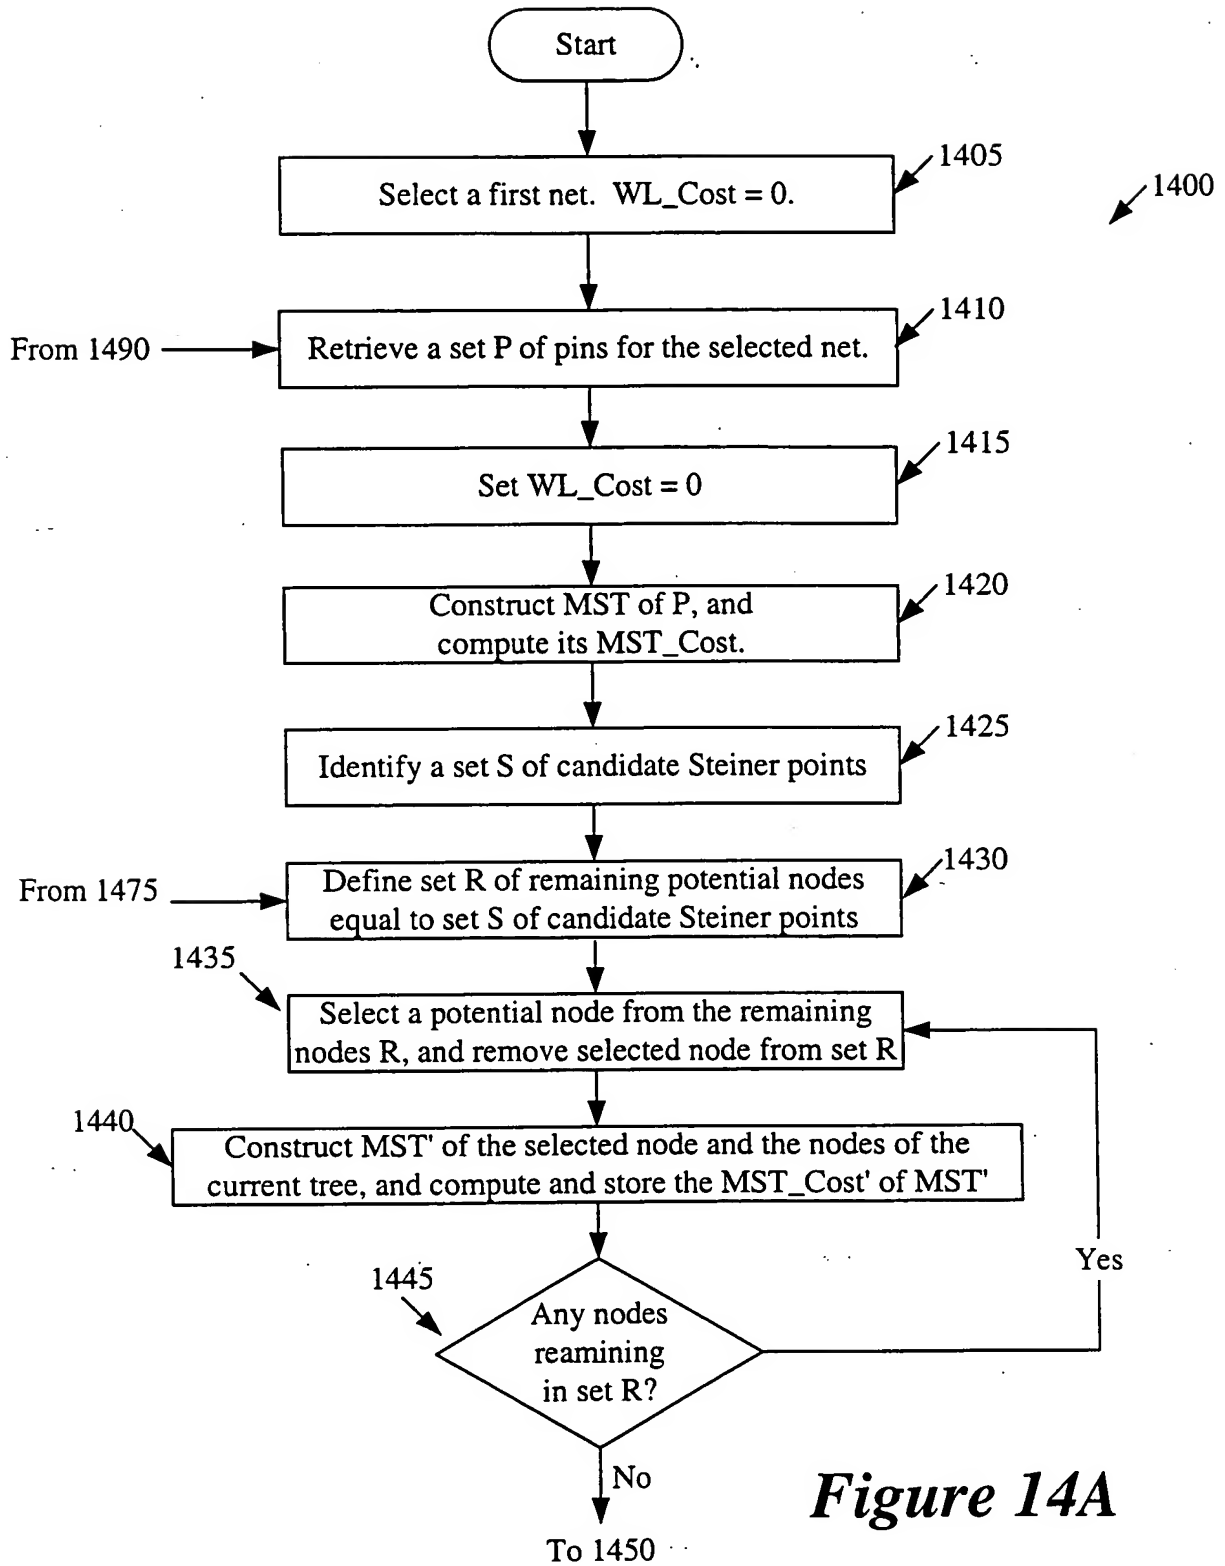 Start
1405
1400
Select a first net. WL_Cost = 0.
1410
From 1490
Retrieve a set P of pins for the selected net.
1415
Set WL_Cost = 0
1420
Construct MST of P, and
compute its MST_Cost.
1425
Identify a set S of candidate Steiner points
1430
From 1475
Define set R of remaining potential nodes
equal to set S of candidate Steiner points
1435
Select a potential node from the remaining
nodes R, and remove selected node from set R
1440
Construct MST' of the selected node and the nodes of the
current tree, and compute and store the MST_Cost' of MST'
Yes
1445
Any nodes
reamining
in set R?
No
Figure 14A
To 1450